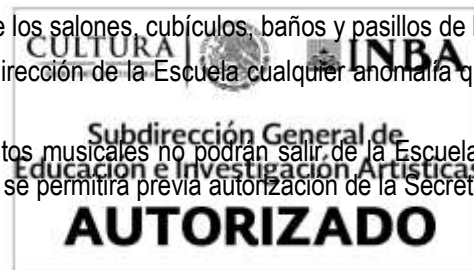 e los salones, cubículos, baños y pasillos de
CULTURA INBA
irección de la Escuela cualquier anomalía q
Subdirección General de
tos musicales no podrán salir de la Escuela
Educación e Investigación Artísticas
se permitirá previa autorización de la Secret
AUTORIZADO